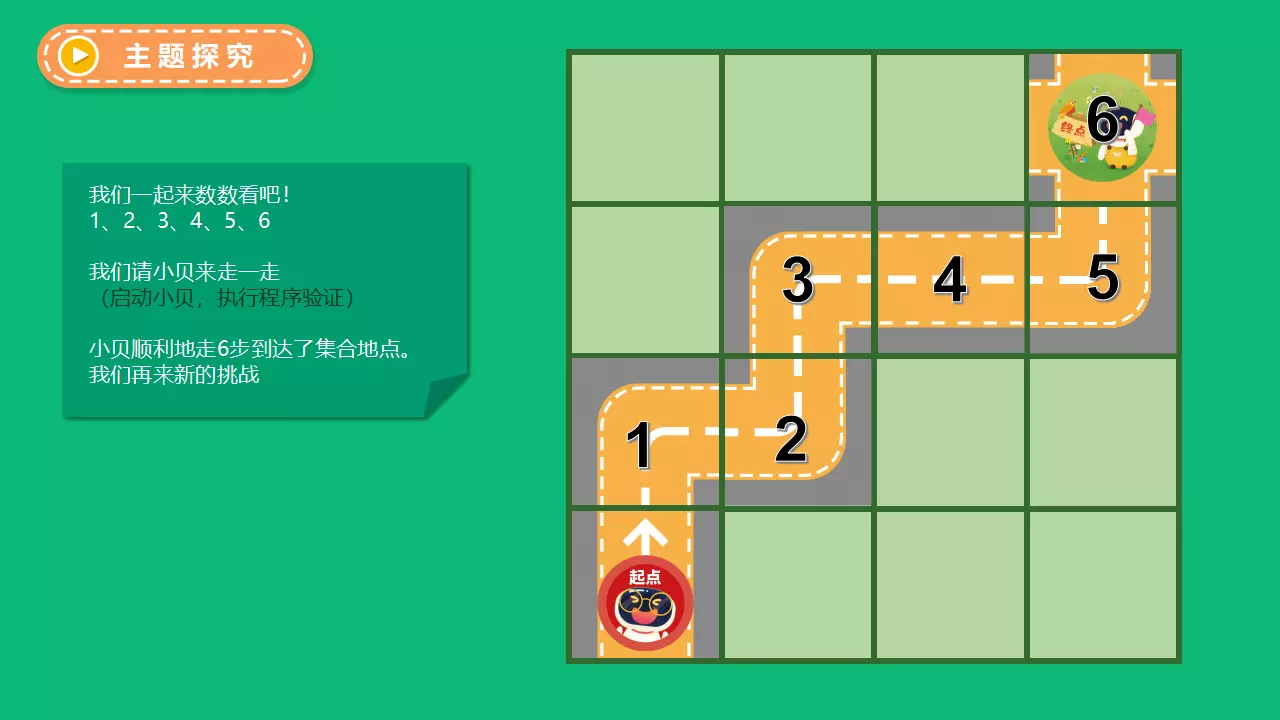 主题探究
我们一起来数数看吧！
1、2、3、4、5、6
我们请小贝来走一走
（启动小贝，执行程序验证）
小贝顺利地走6步到达了集合地点。
我们再来新的挑战
终点
6
3
4
5
1
2
起点